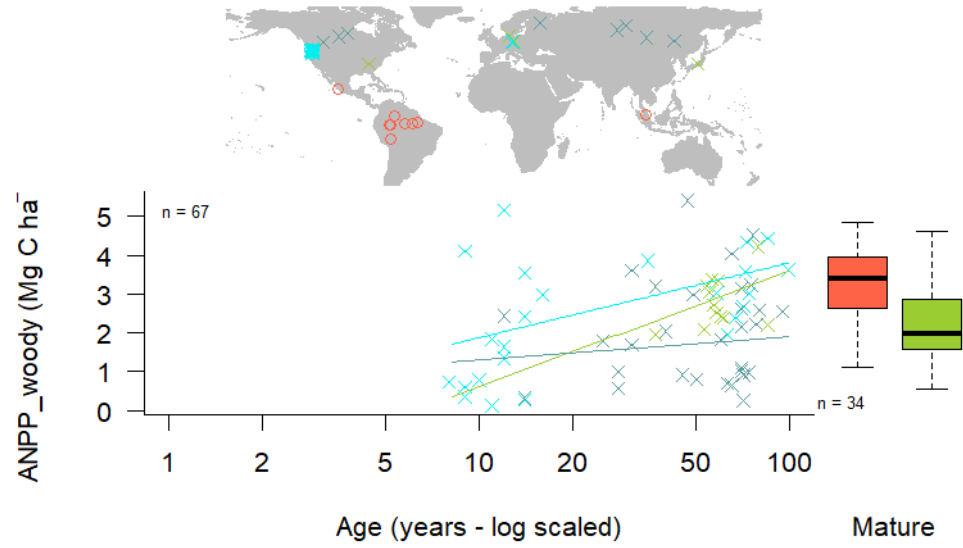 ANPP_woody (Mg C ha⁻
n = 67
5
4
3
2
1
0
n = 34
1 2 5 10 20 50 100
Age (years - log scaled)
Mature